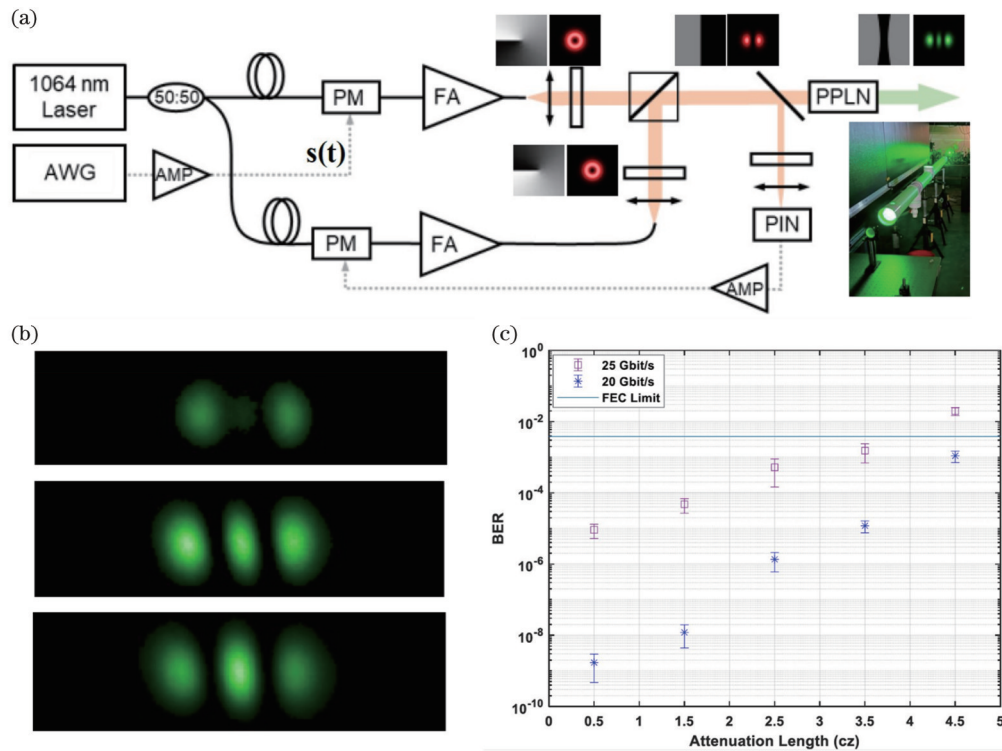 (a)
1064 nm
Laser
50:50
PM
FA
PPLN
AWG
AMP
s(t)
PM
FA
PIN
AMP
(b)
(c)
10^0
10^-2
10^-4
10^-6
10^-8
10^-10
BER
25 Gbit/s
20 Gbit/s
FEC Limit
0 0.5 1 1.5 2 2.5 3 3.5 4 4.5 5
Attenuation Length (cz)